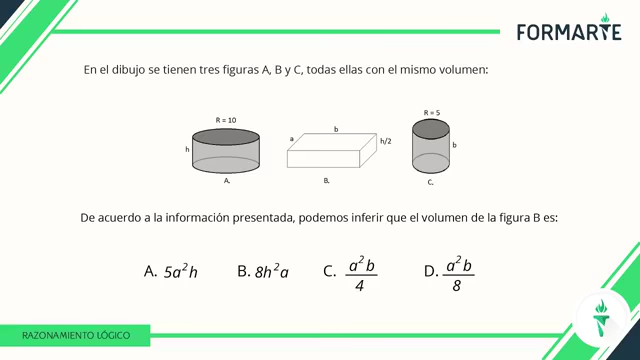 FORMARTE
En el dibujo se tienen tres figuras A, B y C, todas ellas con el mismo volumen:
R = 10
h
A.
a
b
h/2
B.
R = 5
b
C.
De acuerdo a la información presentada, podemos inferir que el volumen de la figura B es:
A. 5a²h B. 8h²a C. a²b/4 D. a²b/8
RAZONAMIENTO LÓGICO